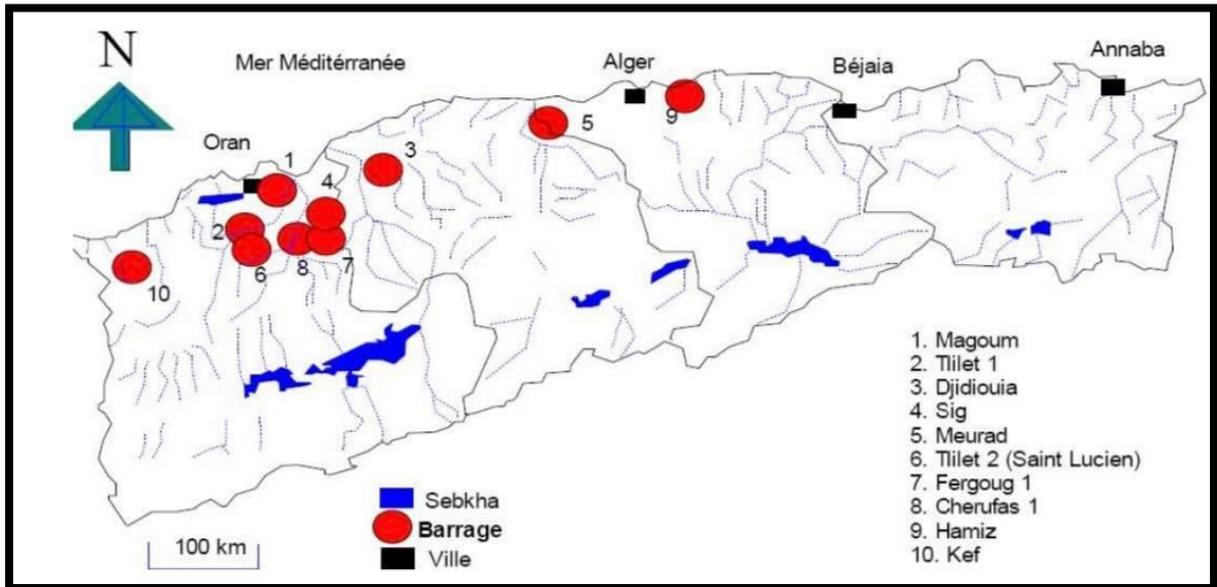 N
Mer Méditérranée
Alger
Béjaia
Annaba
Oran
1
2
3
4
5
6
7
8
9
10
1. Magoum
2. Tlilet 1
3. Djidiouia
4. Sig
5. Meurad
6. Tlilet 2 (Saint Lucien)
7. Fergoug 1
8. Cherufas 1
9. Hamiz
10. Kef
Sebkha
Barrage
Ville
100 km